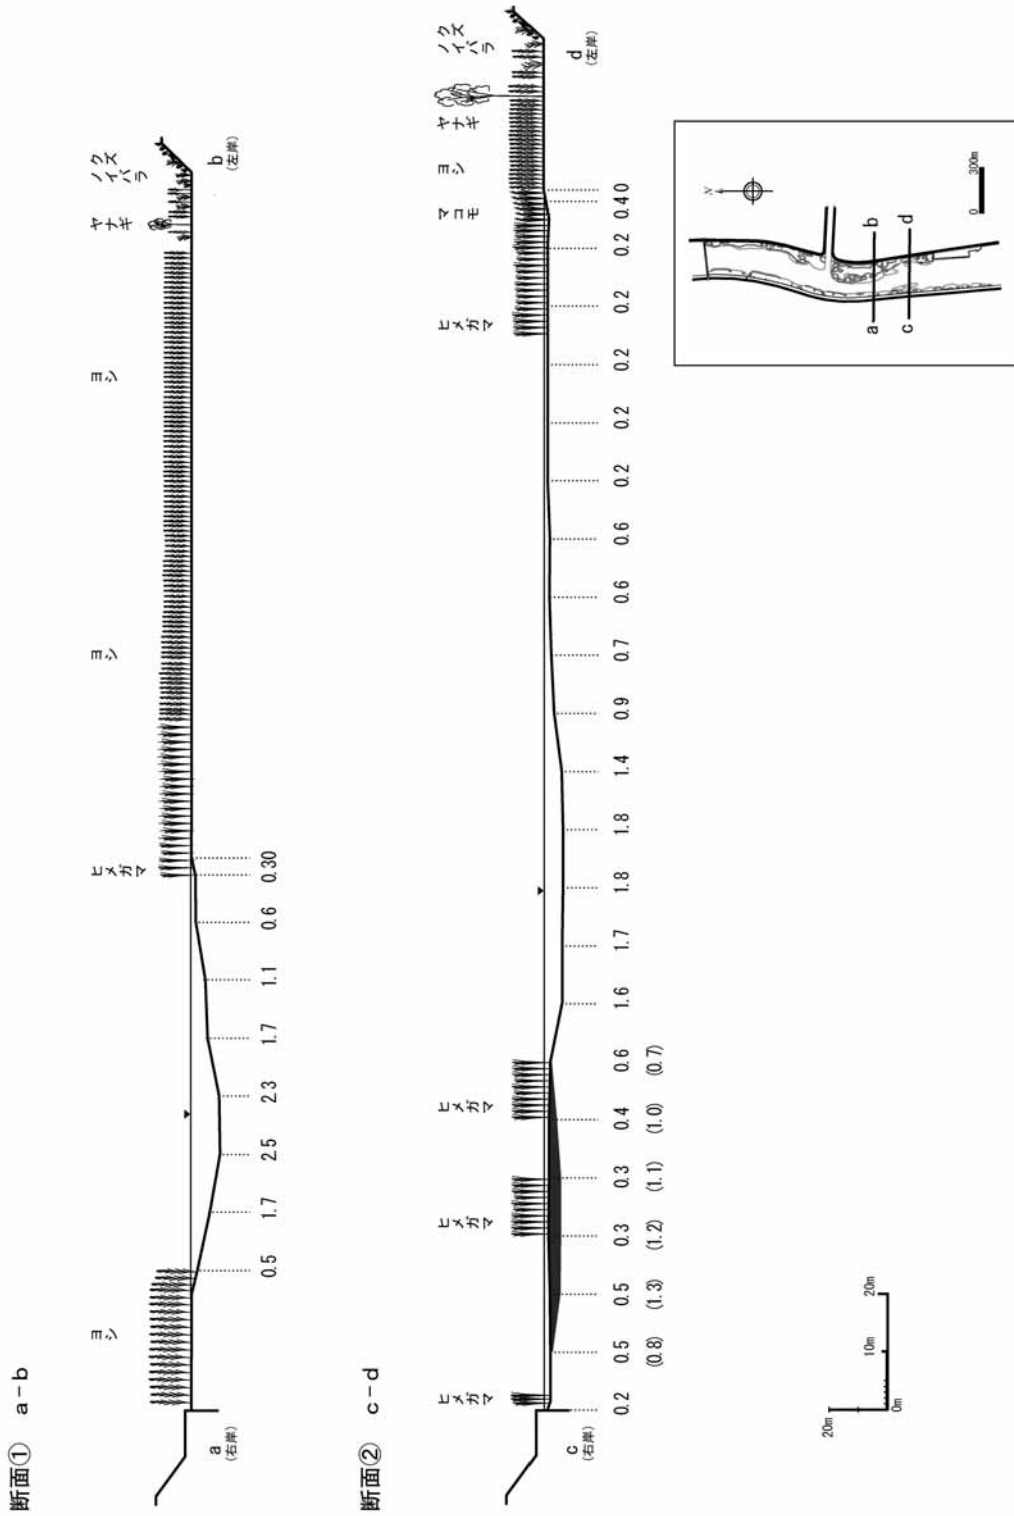 断面① a-b
ヨシ
ヒメガマ
ヨシ
ヨシ
ヤナギ
ノイバラ
クズ
a
(右岸)
0.5
1.7
2.5
2.3
1.7
1.1
0.6
0.30
b
(左岸)
断面② c-d
ヒメガマ
ヒメガマ
ヒメガマ
ヒメガマ
マコモ
ヨシ
ヤナギ
ノイバラ
クズ
c
(右岸)
0.2
0.5
0.5
0.3
0.3
0.4
0.6
1.6
1.7
1.8
1.8
1.4
0.9
0.7
0.6
0.6
0.2
0.2
0.2
0.2
0.2
0.40
d
(左岸)
(0.8)
(1.3)
(1.2)
(1.1)
(1.0)
(0.7)
20m
0m
10m
20m
N
a
b
c
d
0
300m